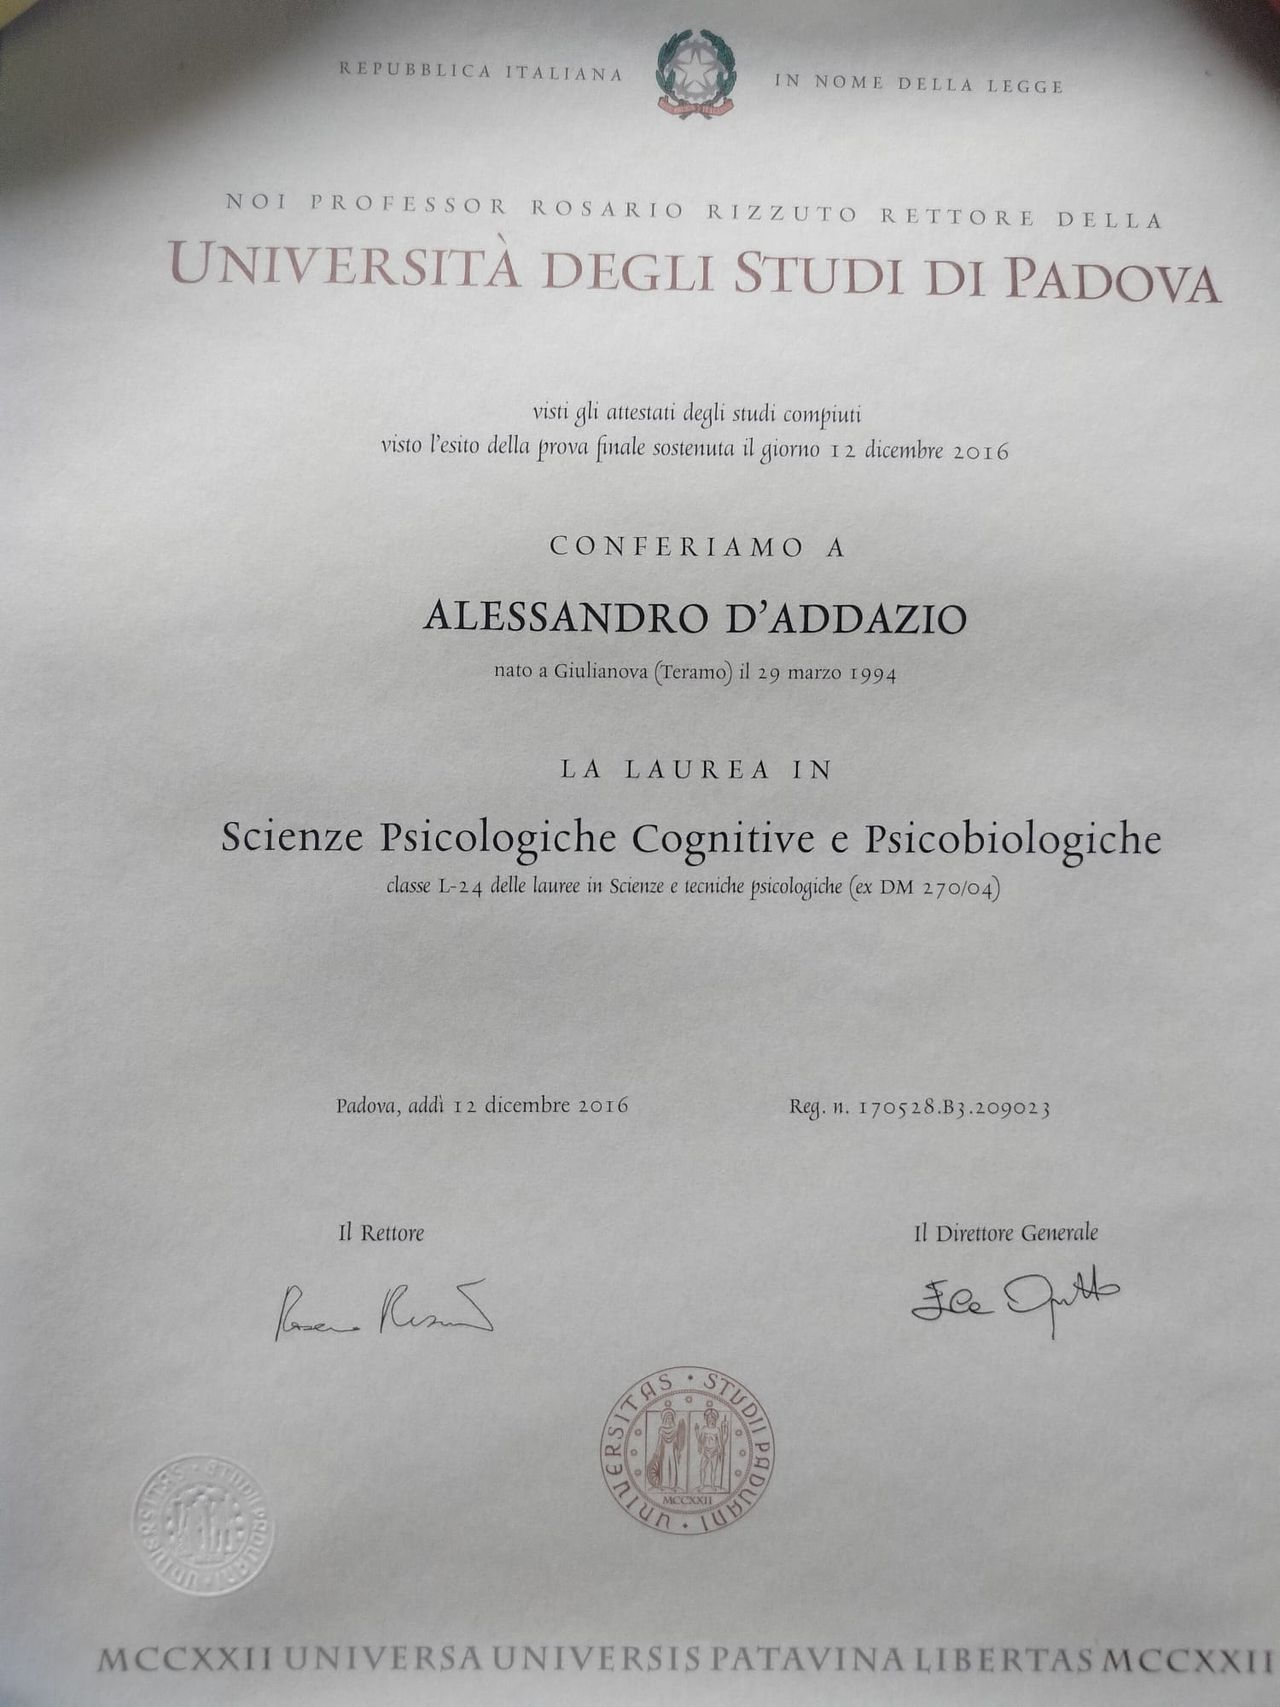 REPUBBLICA ITALIANA IN NOME DELLA LEGGE
NOI PROFESSOR ROSARIO RIZZUTO RETTORE DELLA
UNIVERSITÀ DEGLI STUDI DI PADOVA
visti gli attestati degli studi compiuti
visto l'esito della prova finale sostenuta il giorno 12 dicembre 2016
CONFERIAMO A
ALESSANDRO D'ADDAZIO
nato a Giulianova (Teramo) il 29 marzo 1994
LA LAUREA IN
Scienze Psicologiche Cognitive e Psicobiologiche
classe L-24 delle lauree in Scienze e tecniche psicologiche (ex DM 270/04)
Padova, addì 12 dicembre 2016 Reg. n. 170528.B3.209023
Il Rettore Il Direttore Generale
UNIVERSITAS • STUDII PADUANI •
MCCXXII
UNIVERSITAS • STUDII PADUANI •
MCCXXII UNIVERSA UNIVERSIS PATAVINA LIBERTAS MCCXXII